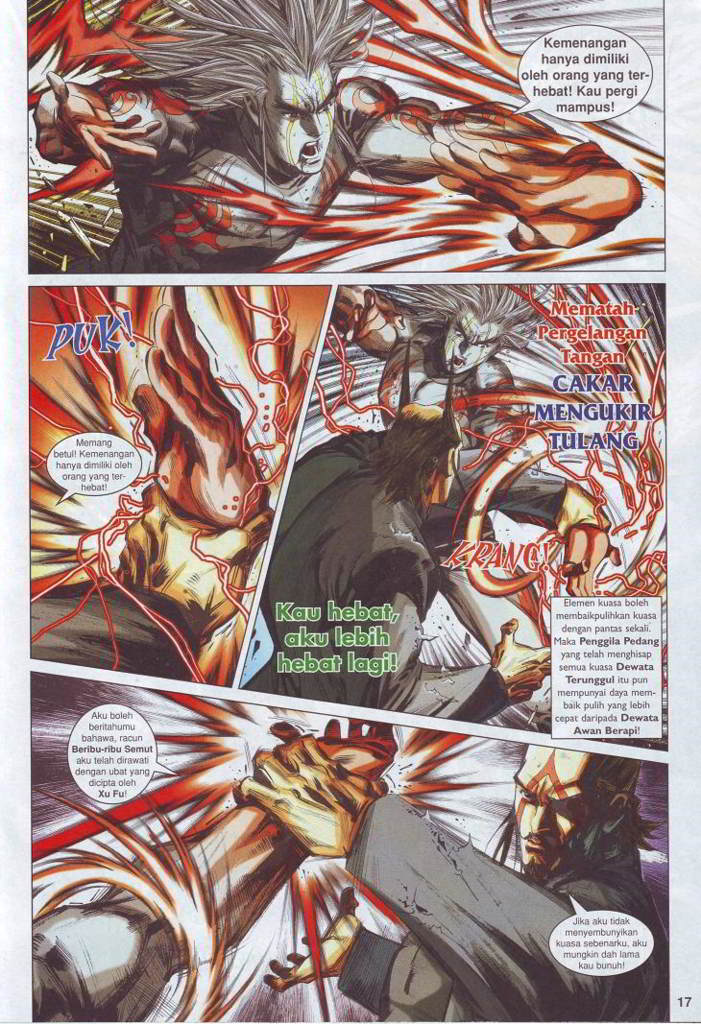 Kemenangan
hanya dimiliki
oleh orang yang ter-
hebat! Kau pergi
mampus!
PUK!
Memang
betul! Kemenangan
hanya dimiliki oleh
orang yang ter-
hebat!
Mematah
Pergelangan
Tangan
CAKAR
MENGUKIR
TULANG
KRANG!
Kau hebat,
aku lebih
hebat lagi!
Elemen kuasa boleh
membaikpulihkan kuasa
dengan pantas sekali.
Maka Penggila Pedang
yang telah menghisap
semua kuasa Dewata
Terunggul itu pun
mempunyai daya mem-
baik pulih yang lebih
cepat daripada Dewata
Awan Berapi!
Aku boleh
beritahumu
bahawa, racun
Beribu-ribu Semut
aku telah dirawati
dengan ubat yang
dicipta oleh
Xu Fu!
Jika aku tidak
menyembunyikan
kuasa sebenarku, aku
mungkin dah lama
kau bunuh!
17